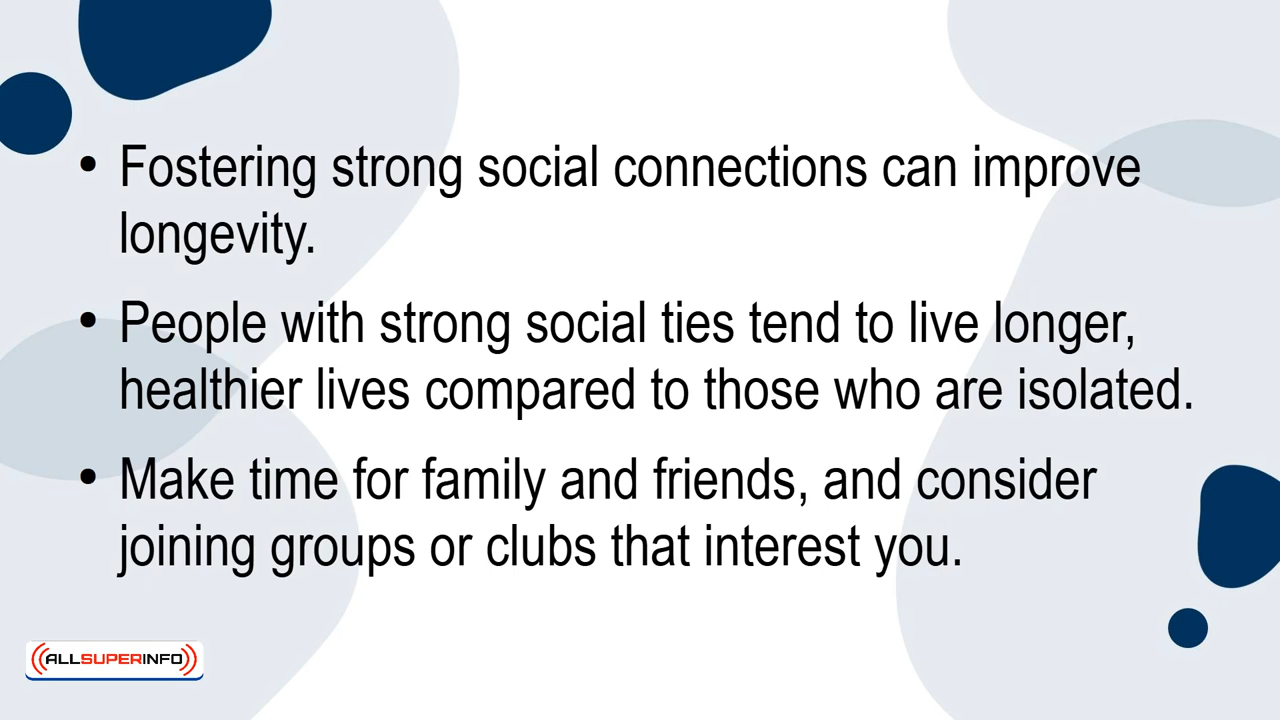 • Fostering strong social connections can improve
longevity.
• People with strong social ties tend to live longer,
healthier lives compared to those who are isolated.
• Make time for family and friends, and consider
joining groups or clubs that interest you.
ALLSUPERINFO